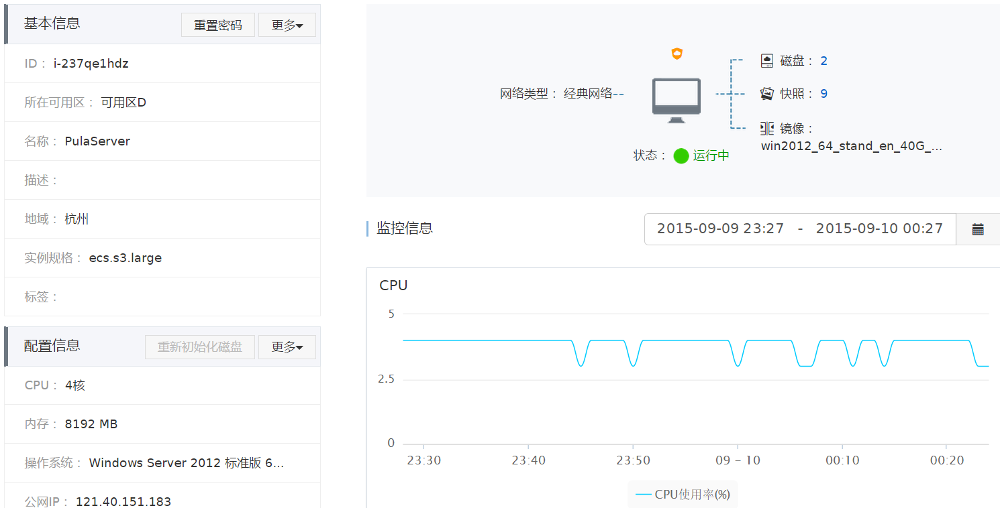 基本信息
重置密码
更多
ID： i-237qe1hdz
所在可用区： 可用区D
名称： PulaServer
描述：
地域： 杭州
实例规格： ecs.s3.large
标签：
配置信息
重新初始化磁盘
更多
CPU： 4核
内存： 8192 MB
操作系统： Windows Server 2012 标准版 6...
公网IP： 121.40.151.183
网络类型： 经典网络
磁盘： 2
快照： 9
镜像：
win2012_64_stand_en_40G_...
状态： 运行中
监控信息
2015-09-09 23:27 - 2015-09-10 00:27
CPU
5
2.5
0
23:30 23:40 23:50 09 – 10 00:10 00:20
CPU使用率(%)